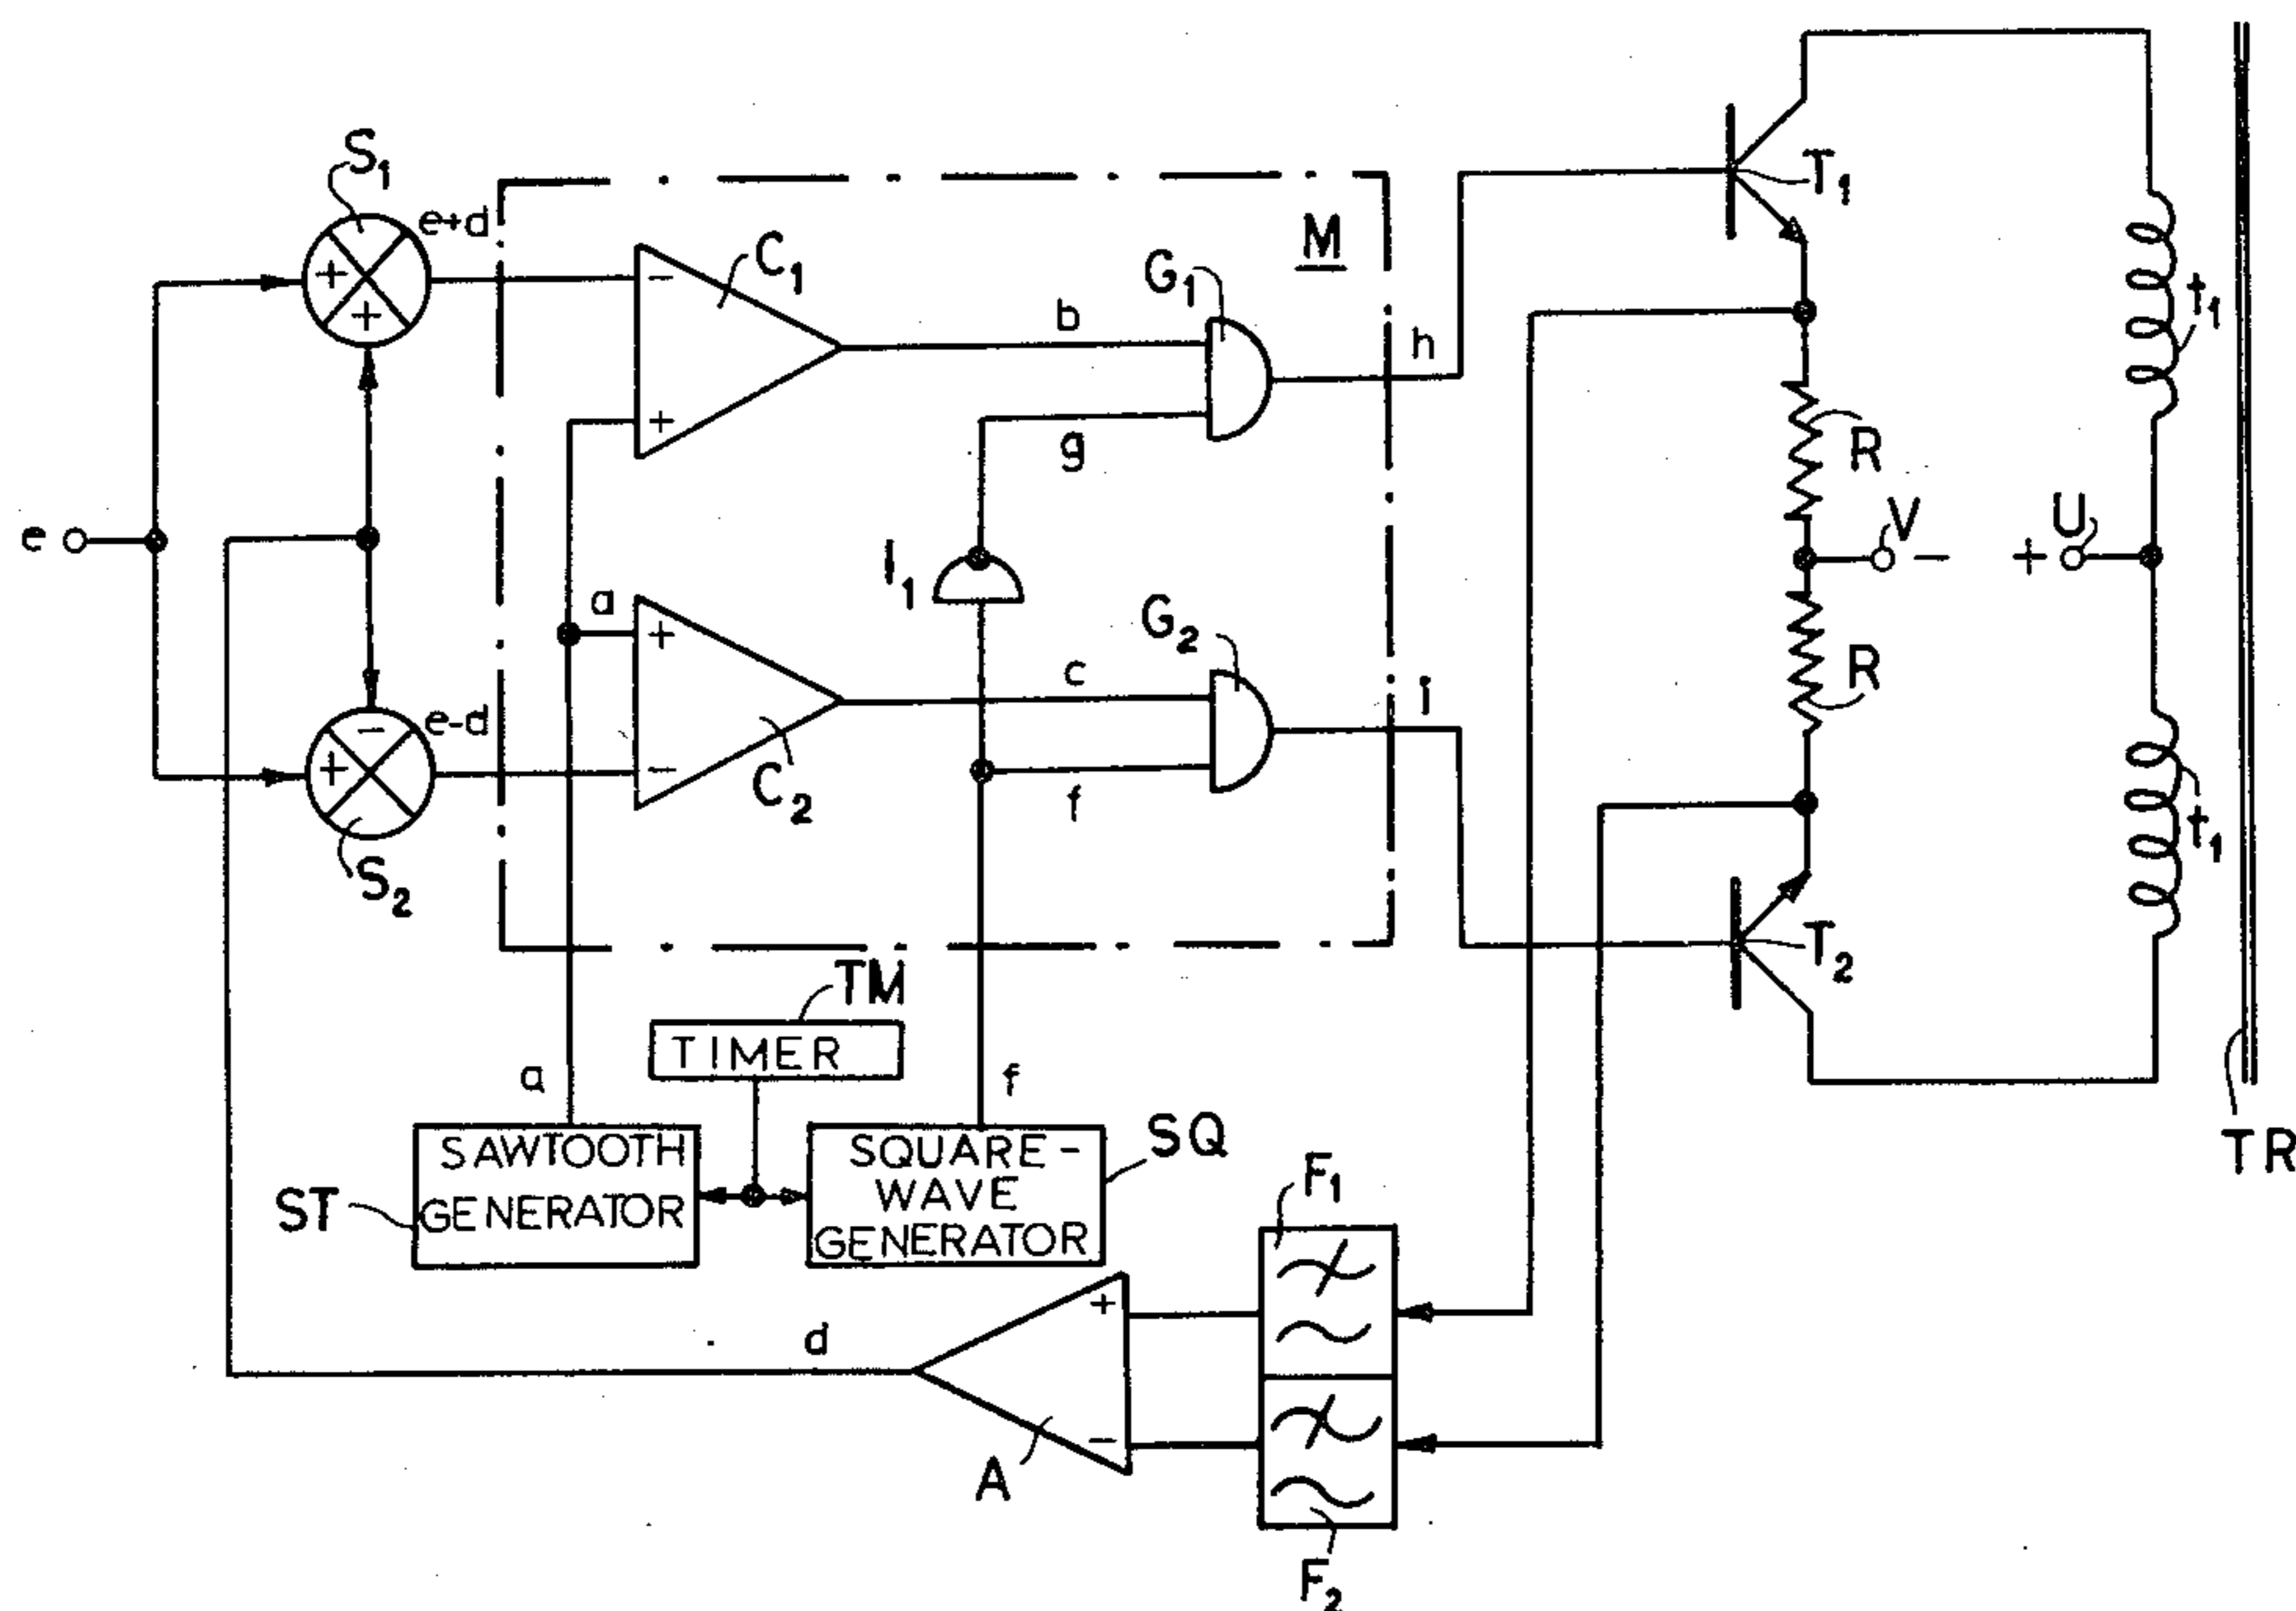 S1
e+d
e
S2
e-d
M
C1
-
+
b
G1
h
g
I1
a
+
c
G2
i
C2
-
f
T1
R
t1
V -
+ U
R
t1
T2
TR
TM
TIMER
a
f
ST
SAWTOOTH
GENERATOR
SQ
SQUARE-
WAVE
GENERATOR
F1
d
+
A
-
F2